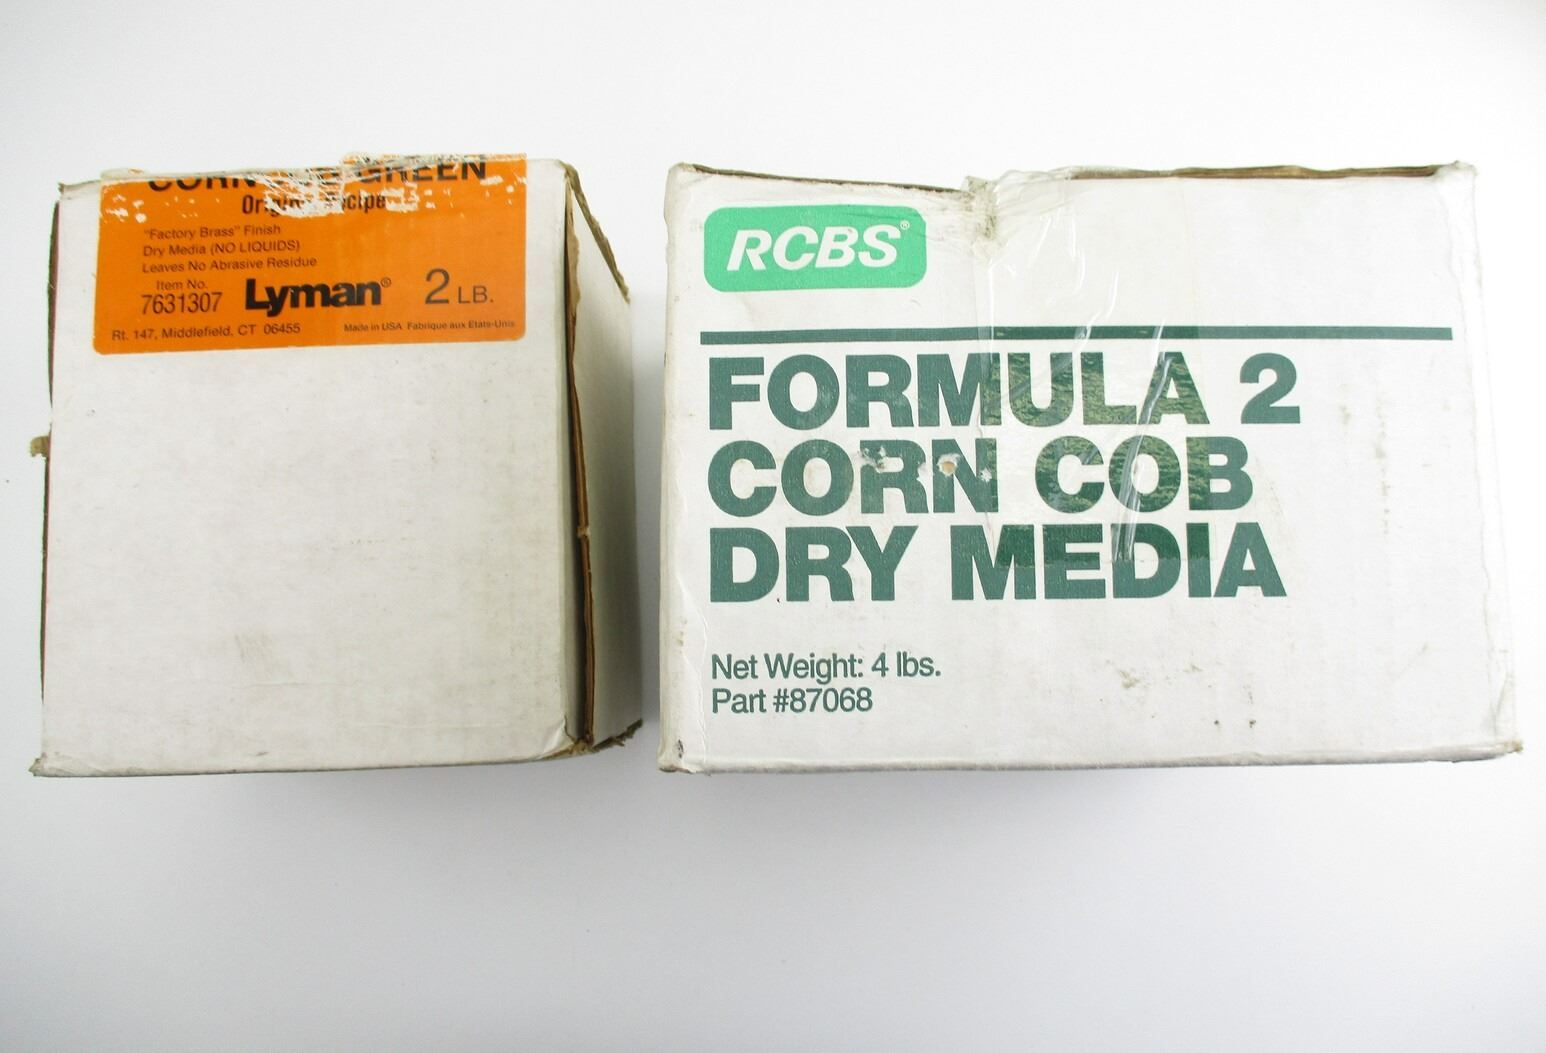 CORN GREEN
"Factory Brass" Finish
Dry Media (NO LIQUIDS)
Leaves No Abrasive Residue
Item No.
7631307 Lyman® 2 LB.
Rt. 147, Middlefield, CT 06455 Made in USA Fabrique aux Etats-Unis
RCBS®
FORMULA 2
CORN COB
DRY MEDIA
Net Weight: 4 lbs.
Part #87068